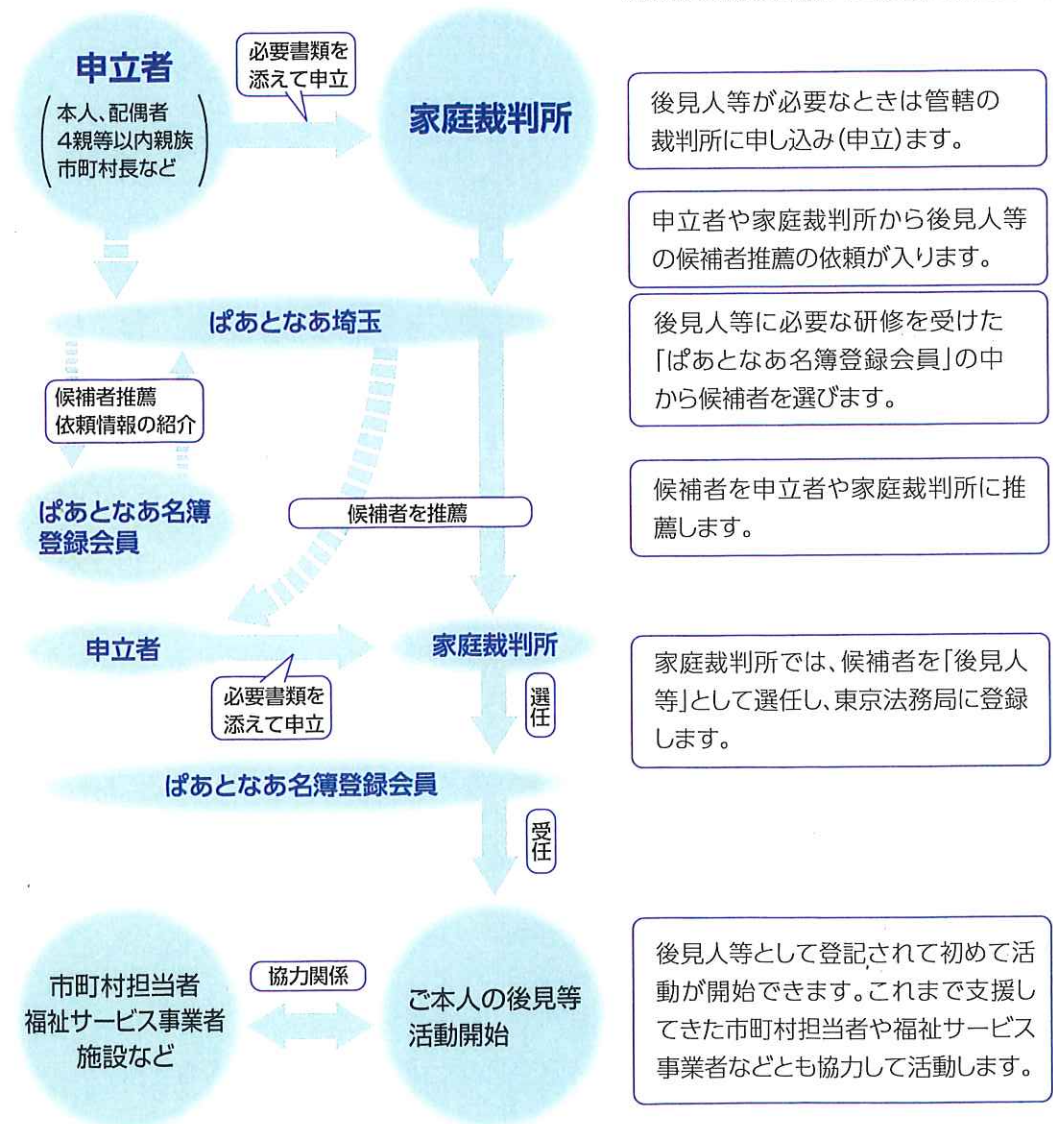 申立者
本人、配偶者
4親等以内親族
市町村長など
必要書類を
添えて申立
家庭裁判所
後見人等が必要なときは管轄の
裁判所に申し込み(申立)ます。
申立者や家庭裁判所から後見人等
の候補者推薦の依頼が入ります。
ぱあとなあ埼玉
後見人等に必要な研修を受けた
「ぱあとなあ名簿登録会員」の中
から候補者を選びます。
候補者推薦
依頼情報の紹介
ぱあとなあ名簿
登録会員
候補者を推薦
候補者を申立者や家庭裁判所に推
薦します。
申立者
必要書類を
添えて申立
家庭裁判所
選任
家庭裁判所では、候補者を「後見人
等」として選任し、東京法務局に登録
します。
ぱあとなあ名簿登録会員
受任
市町村担当者
福祉サービス事業者
施設など
協力関係
ご本人の後見等
活動開始
後見人等として登記されて初めて活
動が開始できます。これまで支援し
てきた市町村担当者や福祉サービス
事業者などとも協力して活動します。